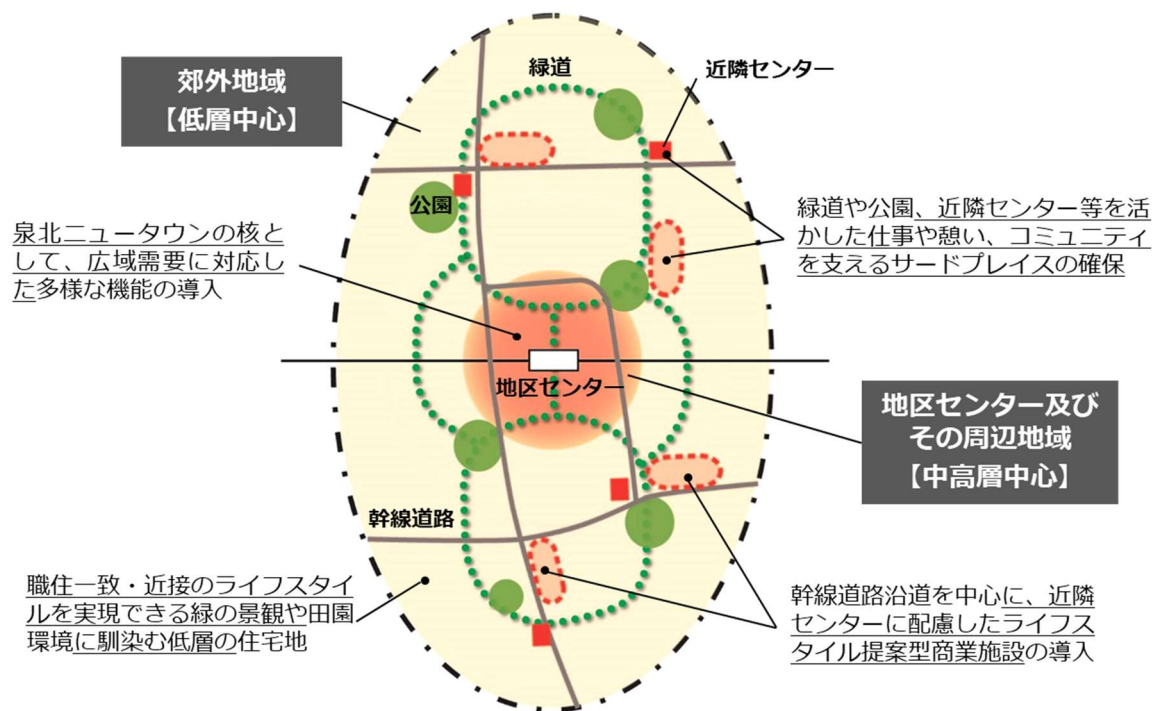 郊外地域
【低層中心】
緑道
近隣センター
公園
緑道や公園、近隣センター等を活
かした仕事や憩い、コミュニティ
を支えるサードプレイスの確保
泉北ニュータウンの核と
して、広域需要に対応し
た多様な機能の導入
地区センター
地区センター及び
その周辺地域
【中高層中心】
幹線道路
職住一致・近接のライフスタイ
ルを実現できる緑の景観や田園
環境に馴染む低層の住宅地
幹線道路沿道を中心に、近隣
センターに配慮したライフス
タイル提案型商業施設の導入